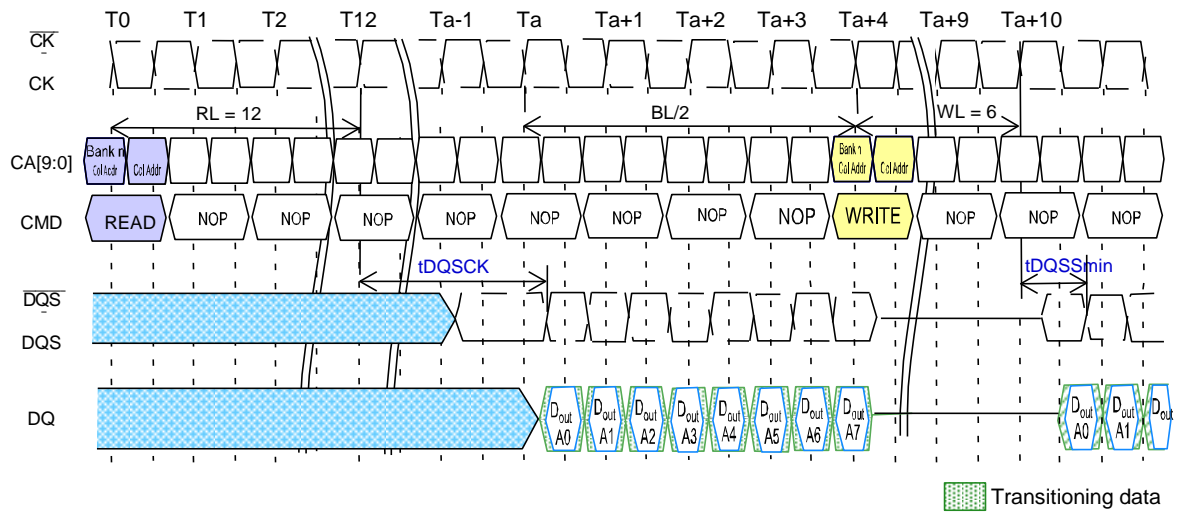 T0 T1 T2 T12 Ta-1 Ta Ta+1 Ta+2 Ta+3 Ta+4 Ta+9 Ta+10
CK
CK
RL = 12 BL/2 WL = 6
CA[9:0] Bank n Col Addr Col Addr Bank n Col Addr Col Addr
CMD READ NOP NOP NOP NOP NOP NOP NOP NOP WRITE NOP NOP NOP
tDQSCK tDQSSmin
DQS
DQS
DQ Dout A0 Dout A1 Dout A2 Dout A3 Dout A4 Dout A5 Dout A6 Dout A7 Dout A0 Dout A1 Dout
Transitioning data